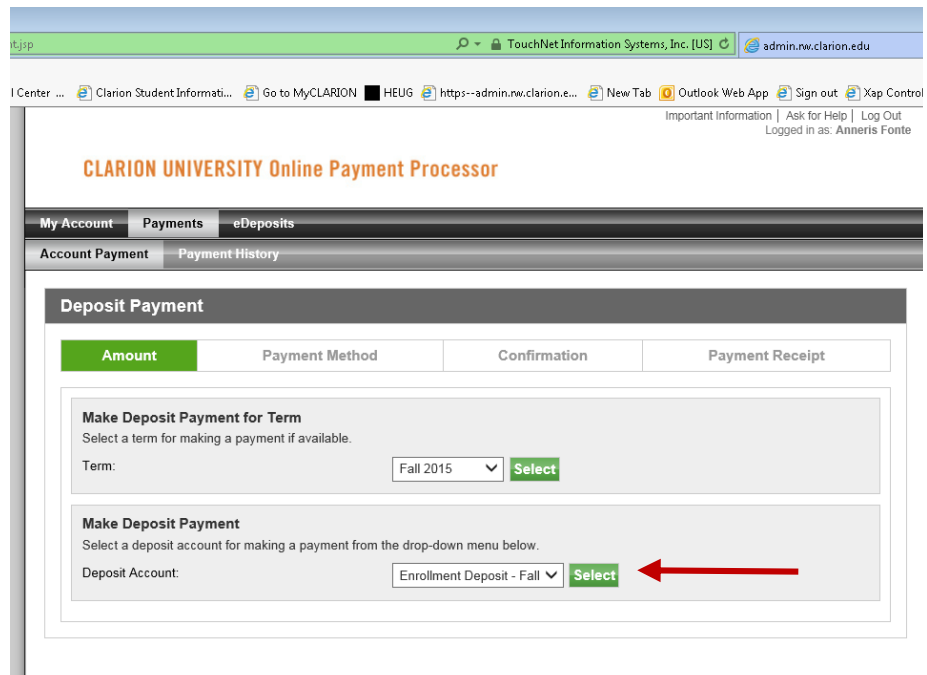 nt.jsp
TouchNet Information Systems, Inc. [US]
admin.nw.clarion.edu
l Center ... Clarion Student Informati... Go to MyCLARION HEUG https--admin.nw.clarion.e... New Tab Outlook Web App Sign out Xap Control
Important Information | Ask for Help | Log Out
Logged in as: Anneris Fonte
CLARION UNIVERSITY Online Payment Processor
My Account Payments eDeposits
Account Payment Payment History
Deposit Payment
Amount Payment Method Confirmation Payment Receipt
Make Deposit Payment for Term
Select a term for making a payment if available.
Term: Fall 2015 Select
Make Deposit Payment
Select a deposit account for making a payment from the drop-down menu below.
Deposit Account: Enrollment Deposit - Fall Select